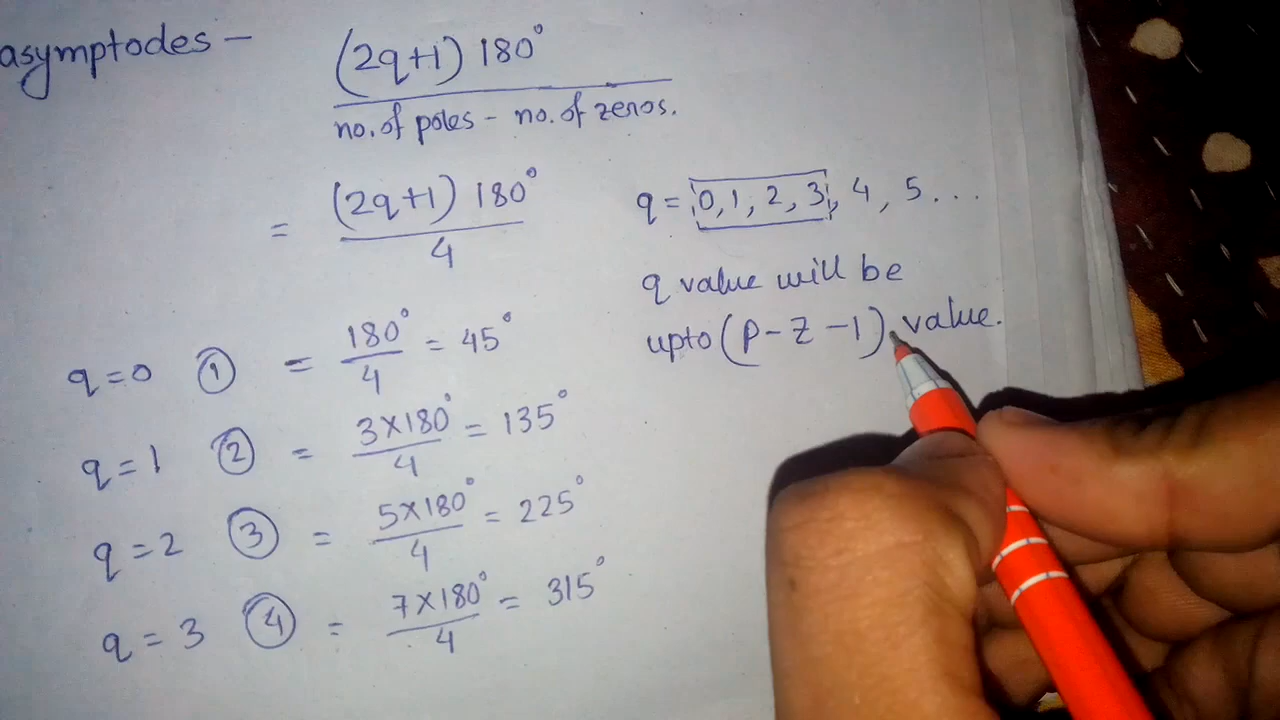 asymptodes - (2q+1) 180°
no. of poles - no. of zeros.
= (2q+1) 180°
4
q = 0, 1, 2, 3, 4, 5 ...
q value will be
upto (P - Z - 1) value.
q = 0 ① = 180° / 4 = 45°
q = 1 ② = 3 × 180° / 4 = 135°
q = 2 ③ = 5 × 180° / 4 = 225°
q = 3 ④ = 7 × 180° / 4 = 315°